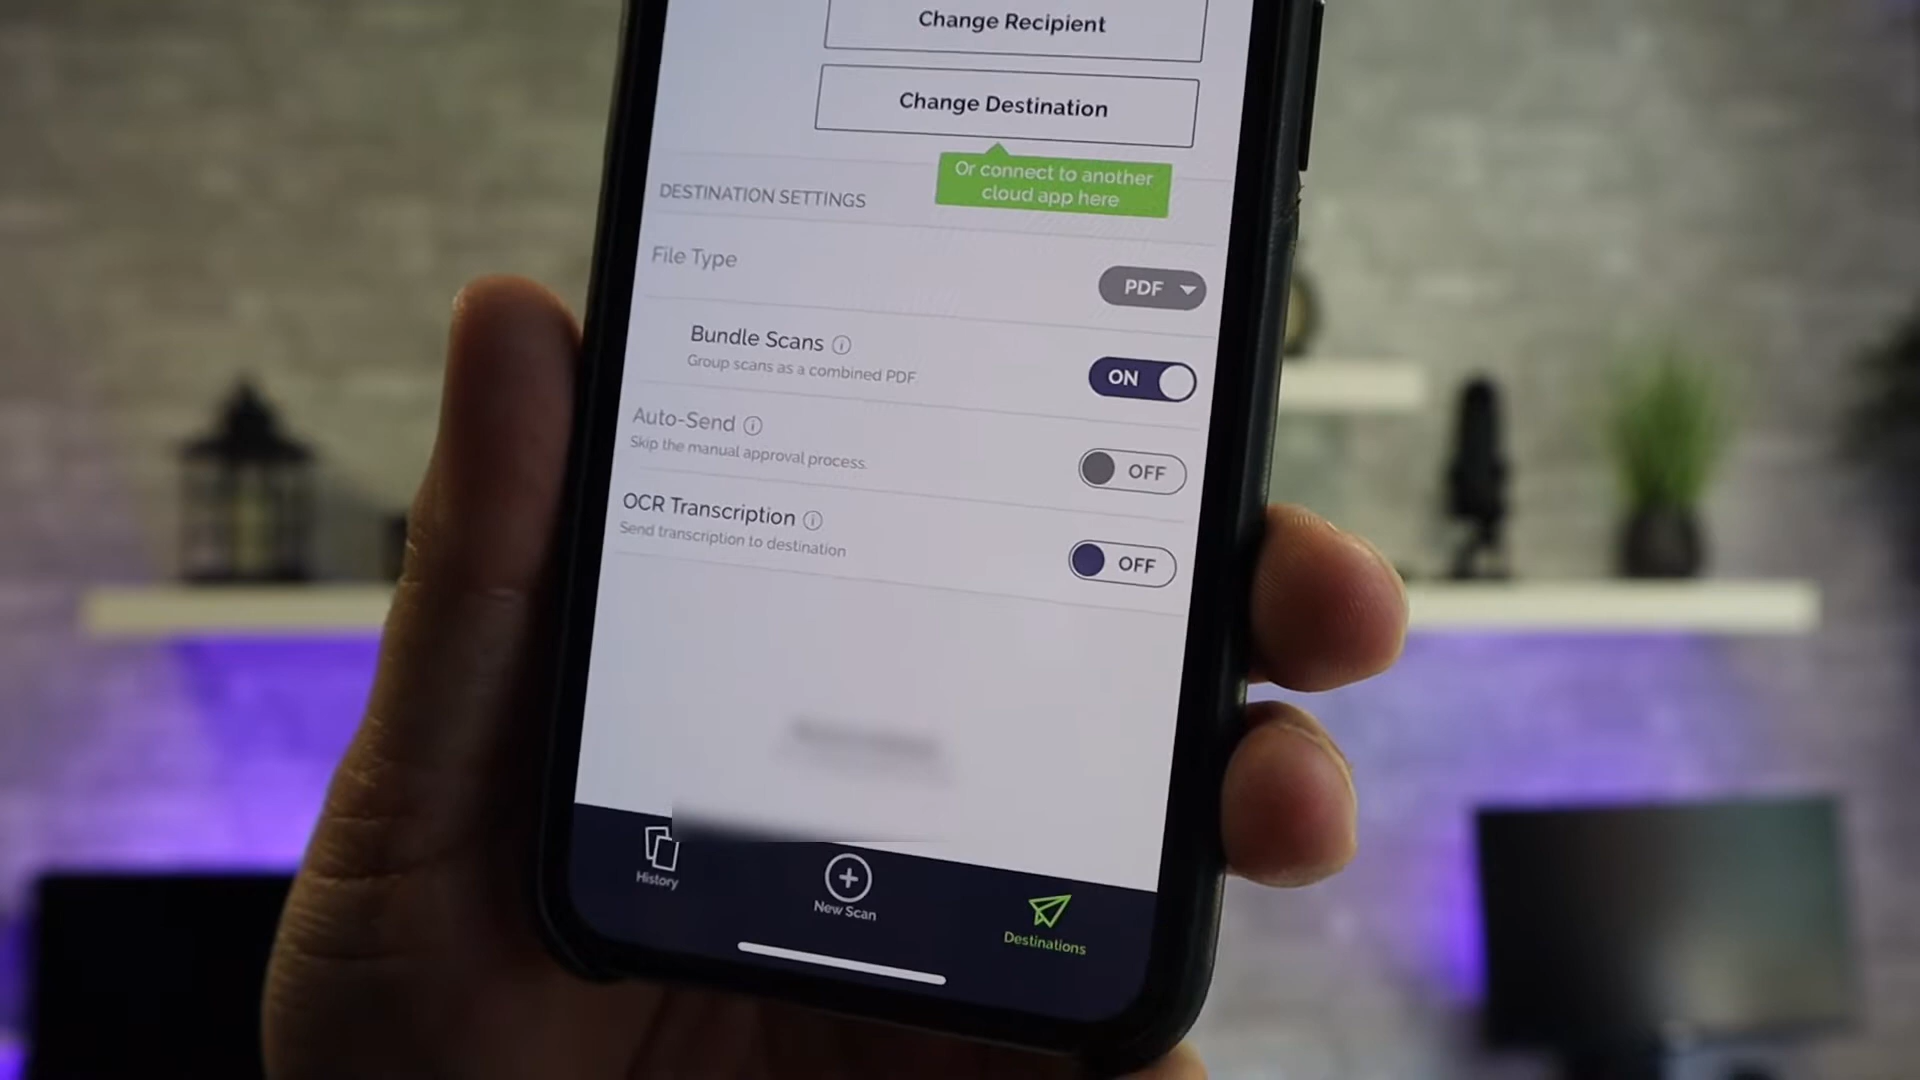 Change Recipient
Change Destination
Or connect to another
cloud app here
DESTINATION SETTINGS
File Type
PDF
Bundle Scans
Group scans as a combined PDF
ON
Auto-Send
Skip the manual approval process.
OFF
OCR Transcription
Send transcription to destination
OFF
History
New Scan
Destinations